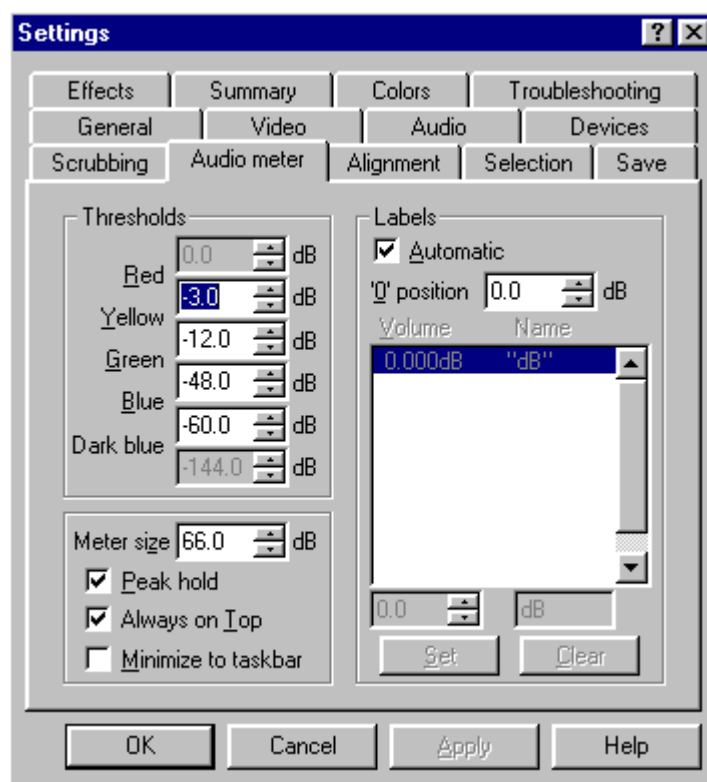 Settings
Effects Summary Colors Troubleshooting
General Video Audio Devices
Scrubbing Audio meter Alignment Selection Save
Thresholds
0.0 dB
Red
-3.0 dB
Yellow
-12.0 dB
Green
-48.0 dB
Blue
-60.0 dB
Dark blue
-144.0 dB
Meter size 66.0 dB
Peak hold
Always on Top
Minimize to taskbar
Labels
Automatic
'0' position 0.0 dB
Volume Name
0.000dB "dB"
0.0 dB
Set Clear
OK Cancel Apply Help